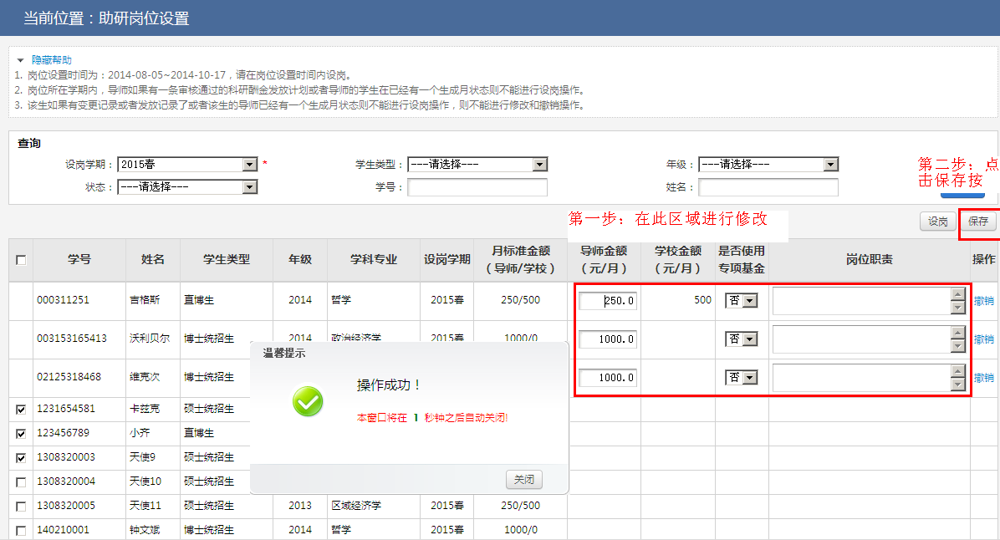 当前位置：助研岗位设置
隐藏帮助
1. 岗位设置时间为：2014-08-05~2014-10-17，请在岗位设置时间内设岗。
2. 岗位所在学期内，导师如果有一条审核通过的科研酬金发放计划或者导师的学生在已经有一个生成月状态则不能进行设岗操作。
3. 该生如果有变更记录或者发放记录了或者该生的导师已经有一个生成月状态则不能进行设岗操作，则不能进行修改和撤销操作。
查询
设岗学期： 2015春 * 学生类型： ---请选择--- 年级： ---请选择---
状态： ---请选择--- 学号： 姓名：
第二步：点
击保存按
第一步：在此区域进行修改
设岗 保存
学号 姓名 学生类型 年级 学科专业 设岗学期 月标准金额 导师金额 学校金额 是否使用 岗位职责 操作
（导师/学校） （元/月） （元/月） 专项基金
000311251 吉格斯 直博生 2014 哲学 2015春 250/500 250.0 500 否 撤销
003153165413 沃利贝尔 博士统招生 2014 政治经济学 2015春 1000/0 1000.0 否 撤销
02125318468 维克次 博士统招生 1000.0 否 撤销
1231654581 卡兹克 硕士统招生
123456789 小齐 直博生
1308320003 天使9 硕士统招生
1308320004 天使10 硕士统招生
1308320005 天使11 硕士统招生 2013 区域经济学 2015春 250/500
140210001 钟文斌 博士统招生 2014 哲学 2015春 1000/0
温馨提示
操作成功！
本窗口将在 1 秒钟之后自动关闭!
关闭